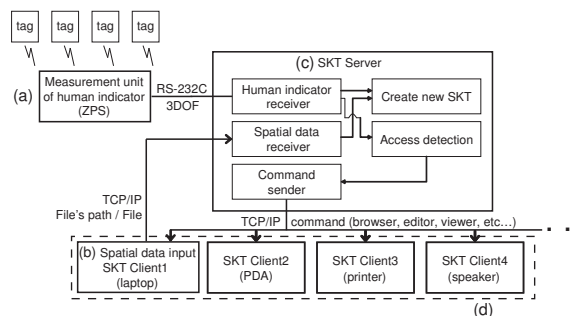 tag tag tag tag
(a)
Measurement unit
of human indicator
(ZPS)
RS-232C
3DOF
(c) SKT Server
Human indicator
receiver
Create new SKT
Spatial data
receiver
Access detection
Command
sender
TCP/IP
File's path / File
TCP/IP command (browser, editor, viewer, etc...)
(b) Spatial data input
SKT Client1
(laptop)
SKT Client2
(PDA)
SKT Client3
(printer)
SKT Client4
(speaker)
(d)